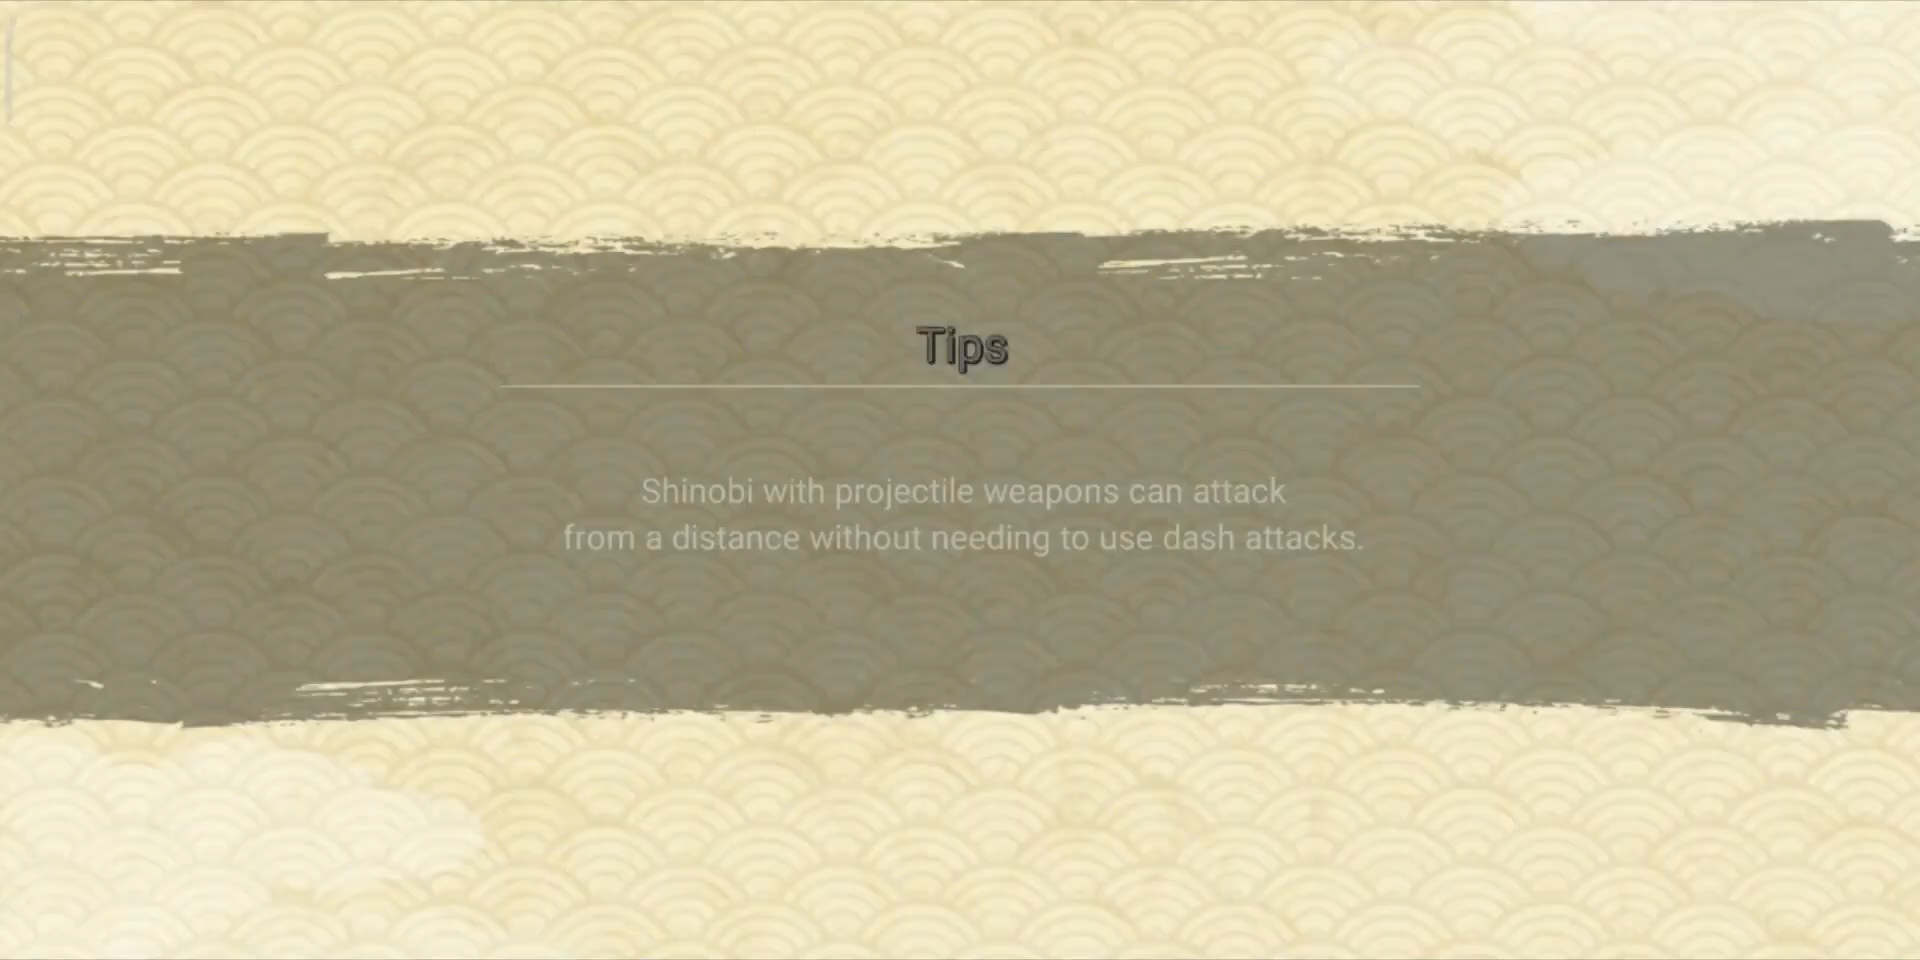 Tips
Shinobi with projectile weapons can attack
from a distance without needing to use dash attacks.